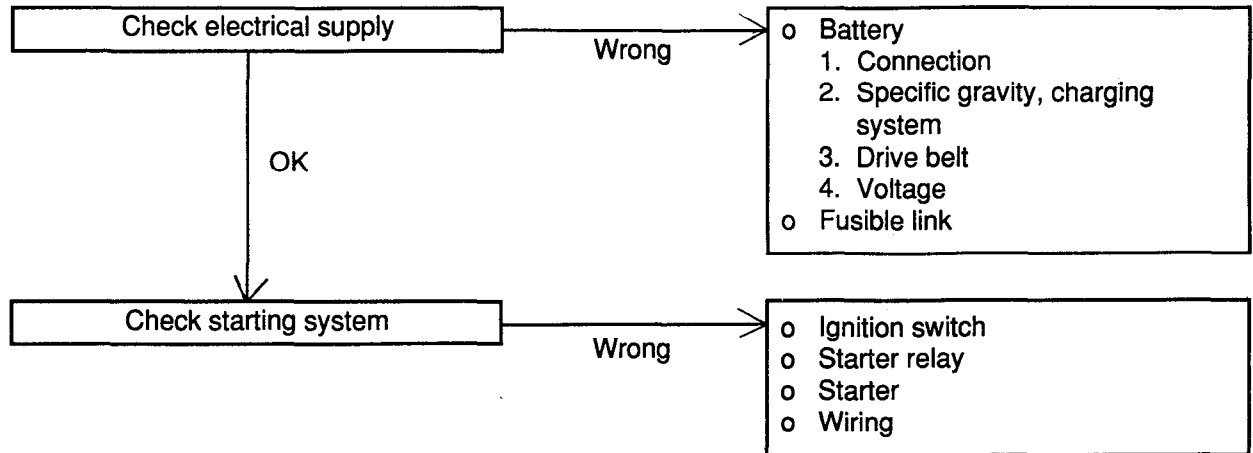 Check electrical supply
Wrong
o Battery
1. Connection
2. Specific gravity, charging
system
3. Drive belt
4. Voltage
o Fusible link
OK
Check starting system
Wrong
o Ignition switch
o Starter relay
o Starter
o Wiring